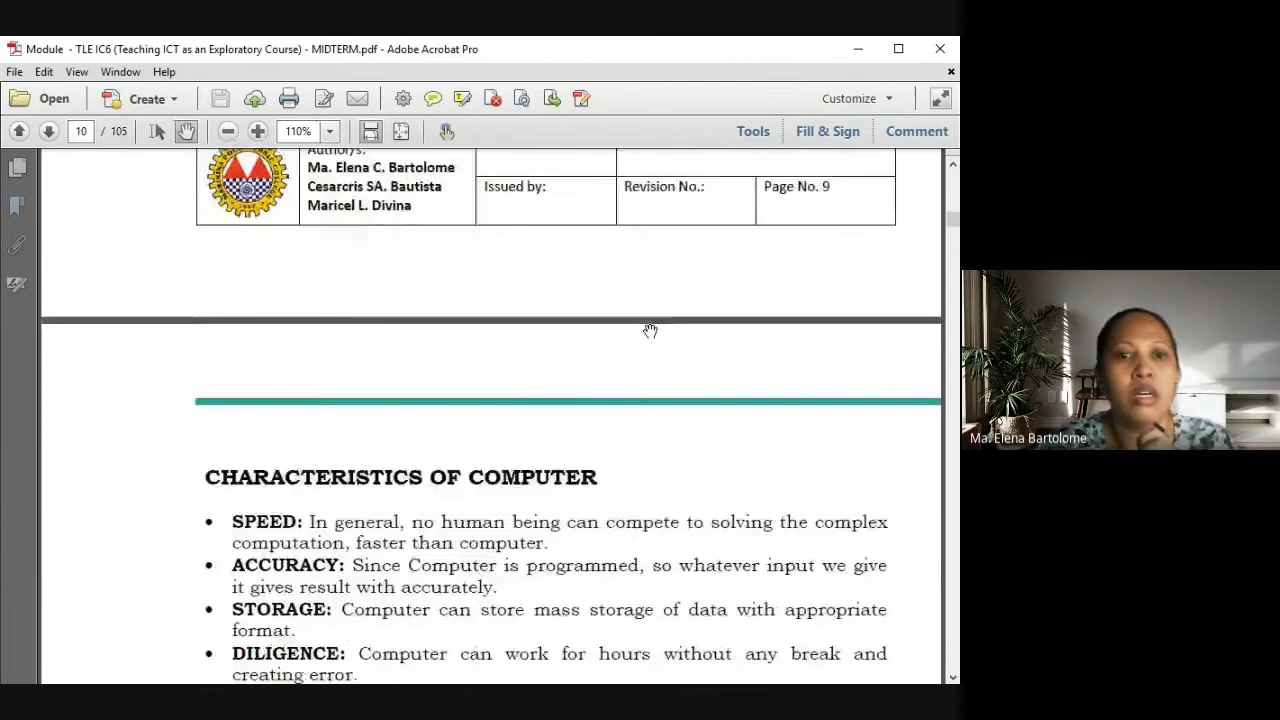 Module - TLE IC6 (Teaching ICT as an Exploratory Course) - MIDTERM.pdf - Adobe Acrobat Pro
File Edit View Window Help
Open Create Customize
10 / 105 110% Tools Fill & Sign Comment
Author/s:
Ma. Elena C. Bartolome
Cesarcris SA. Bautista
Maricel L. Divina
Issued by: Revision No.: Page No. 9
CHARACTERISTICS OF COMPUTER
• SPEED: In general, no human being can compete to solving the complex
computation, faster than computer.
• ACCURACY: Since Computer is programmed, so whatever input we give
it gives result with accurately.
• STORAGE: Computer can store mass storage of data with appropriate
format.
• DILIGENCE: Computer can work for hours without any break and
creating error.
Ma. Elena Bartolome